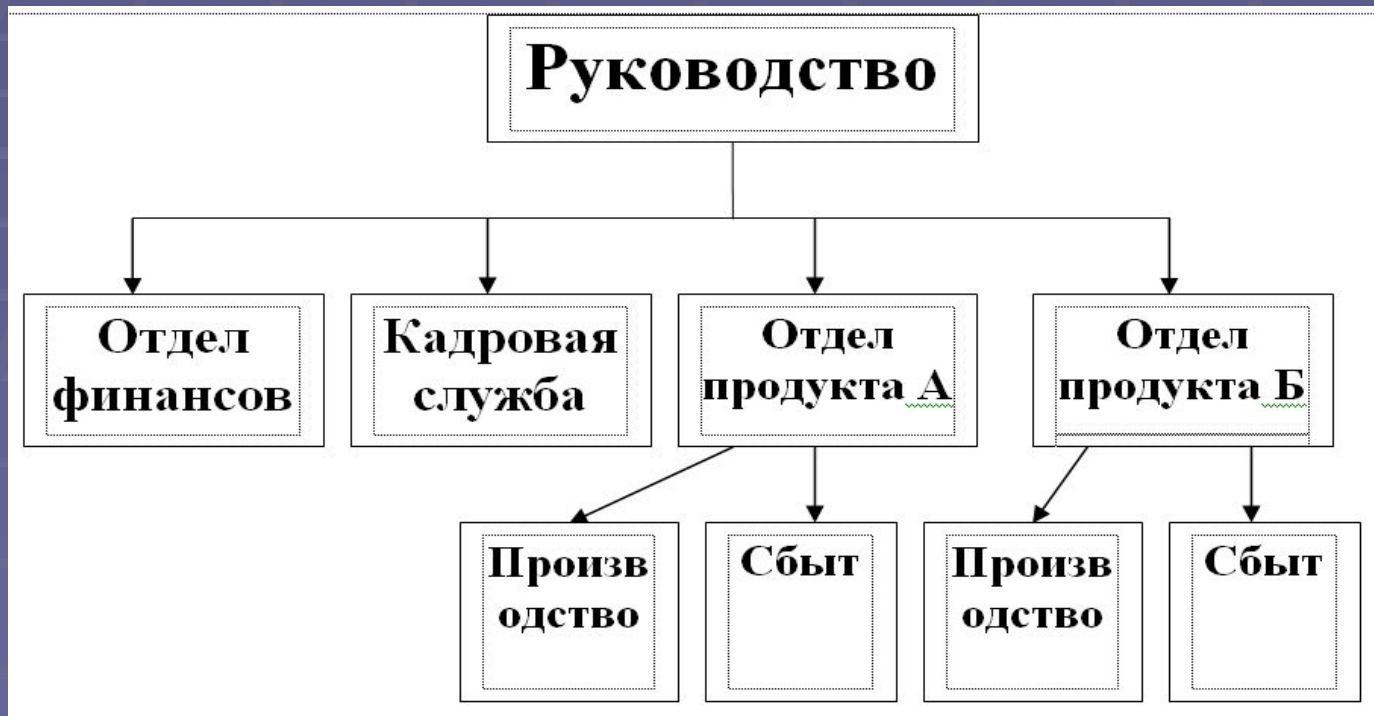 Руководство
Отдел
финансов
Кадровая
служба
Отдел
продукта А
Отдел
продукта Б
Произв
одство
Сбыт
Произв
одство
Сбыт